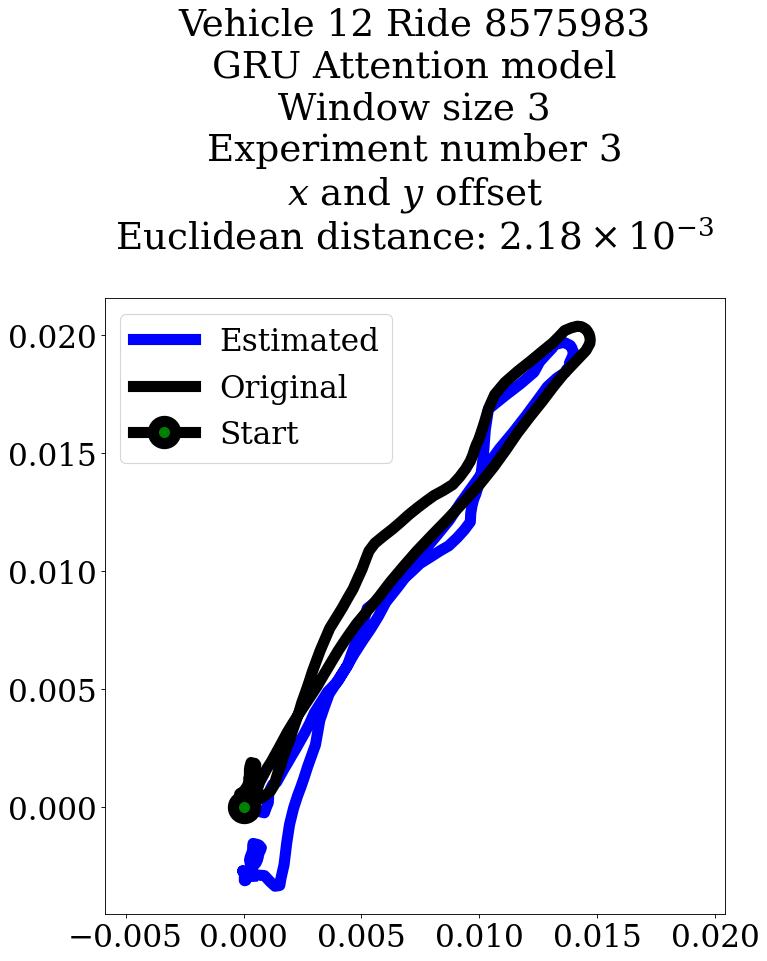 Vehicle 12 Ride 8575983
GRU Attention model
Window size 3
Experiment number 3
x and y offset
Euclidean distance: 2.18 × 10⁻³
Estimated
Original
Start
0.020
0.015
0.010
0.005
0.000
−0.005 0.000 0.005 0.010 0.015 0.020